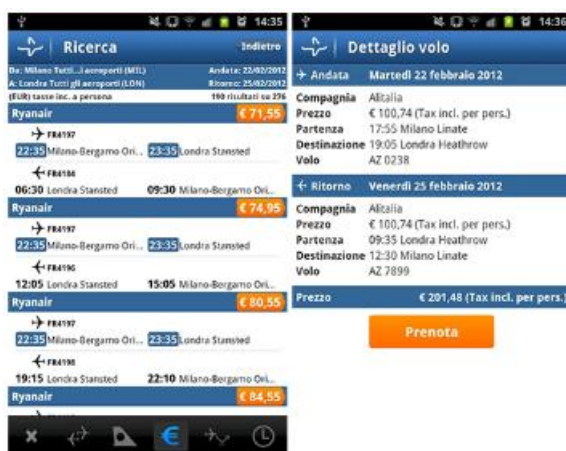 14:35
Ricerca
Indietro
Da: Milano Tutti...i aeroporti (MIL) Andata: 22/02/2012
A: Londra Tutti gli aeroporti (LON) Ritorno: 25/02/2012
(EUR) tasse inc. a persona 190 risultati su 276
Ryanair € 71,55
FR4197
22:35 Milano-Bergamo Ori... 23:35 Londra Stansted
FR4184
06:30 Londra Stansted 09:30 Milano-Bergamo Ori...
Ryanair € 74,95
FR4197
22:35 Milano-Bergamo Ori... 23:35 Londra Stansted
FR4196
12:05 Londra Stansted 15:05 Milano-Bergamo Ori...
Ryanair € 80,55
FR4197
22:35 Milano-Bergamo Ori... 23:35 Londra Stansted
FR4198
19:15 Londra Stansted 22:10 Milano-Bergamo Ori...
Ryanair € 84,55
€
14:36
Dettaglio volo
Andata Martedì 22 febbraio 2012
Compagnia Alitalia
Prezzo € 100,74 (Tax incl. per pers.)
Partenza 17:55 Milano Linate
Destinazione 19:05 Londra Heathrow
Volo AZ 0238
Ritorno Venerdì 25 febbraio 2012
Compagnia Alitalia
Prezzo € 100,74 (Tax incl. per pers.)
Partenza 09:35 Londra Heathrow
Destinazione 12:30 Milano Linate
Volo AZ 7899
Prezzo € 201,48 (Tax incl. per pers.)
Prenota